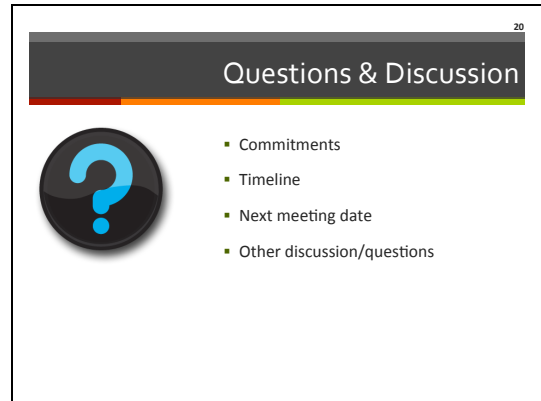 20
Questions & Discussion
▪ Commitments
▪ Timeline
▪ Next meeting date
▪ Other discussion/questions